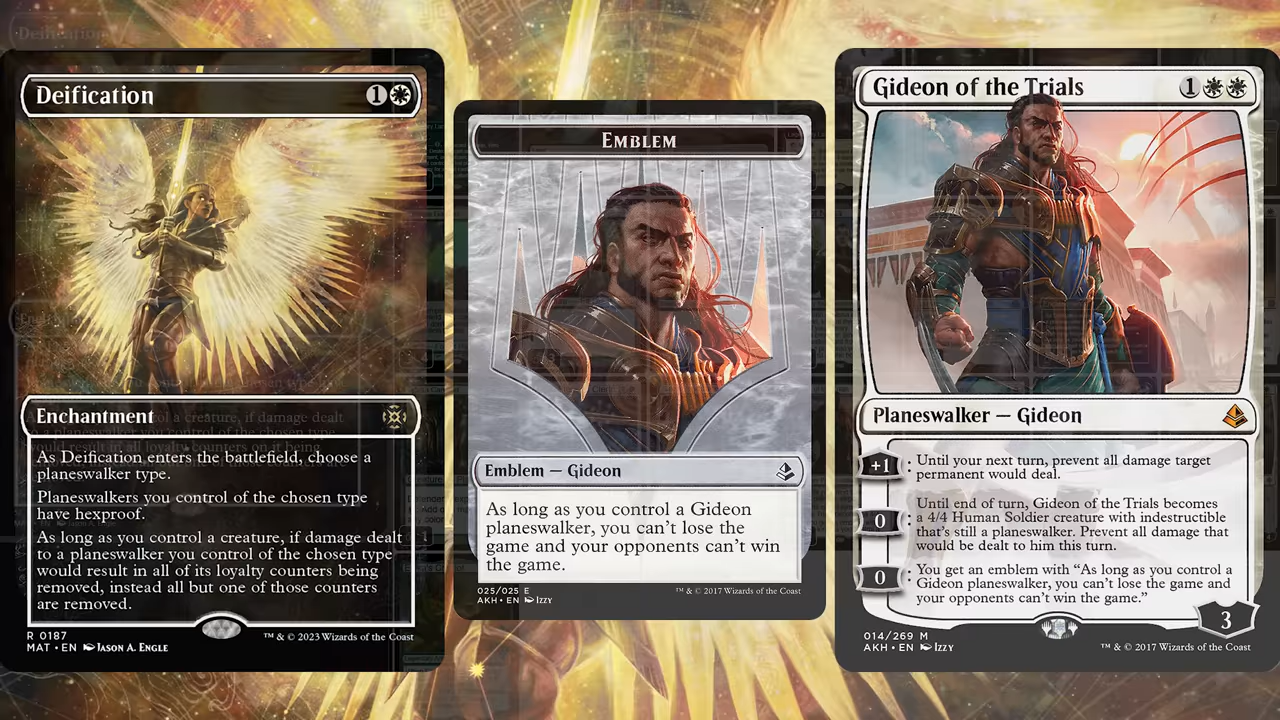 Deification
1
Enchantment
As Deification enters the battlefield, choose a
planeswalker type.
Planeswalkers you control of the chosen type
have hexproof.
As long as you control a creature, if damage dealt
to a planeswalker you control of the chosen type
would result in all of its loyalty counters being
removed, instead all but one of those counters
are removed.
R 0187
MAT • EN JASON A. ENGLE
™ & © 2023 Wizards of the Coast
EMBLEM
Emblem — Gideon
As long as you control a Gideon
planeswalker, you can't lose the
game and your opponents can't win
the game.
025/025 E
AKH • EN IZZY
™ & © 2017 Wizards of the Coast
Gideon of the Trials
1
Planeswalker — Gideon
+1 : Until your next turn, prevent all damage target
permanent would deal.
0 : Until end of turn, Gideon of the Trials becomes
a 4/4 Human Soldier creature with indestructible
that's still a planeswalker. Prevent all damage that
would be dealt to him this turn.
0 : You get an emblem with “As long as you control a
Gideon planeswalker, you can't lose the game and
your opponents can't win the game.”
3
014/269 M
AKH • EN IZZY
™ & © 2017 Wizards of the Coast